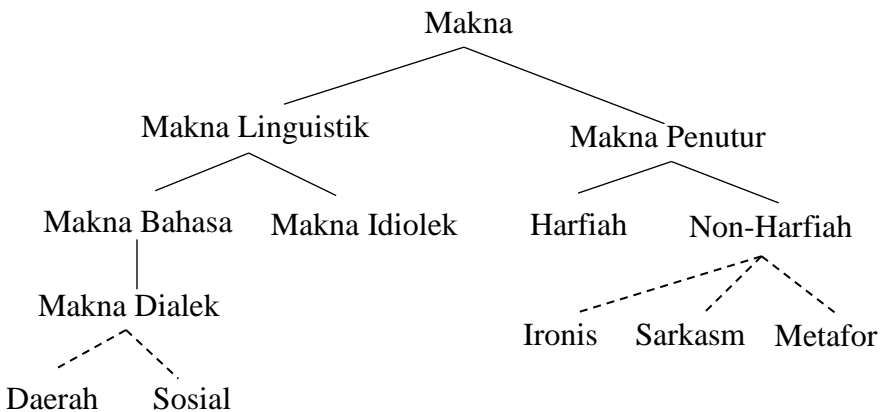 Makna
Makna Linguistik
Makna Penutur
Makna Bahasa
Makna Idiolek
Harfiah
Non-Harfiah
Makna Dialek
Ironis
Sarkasm
Metafor
Daerah
Sosial